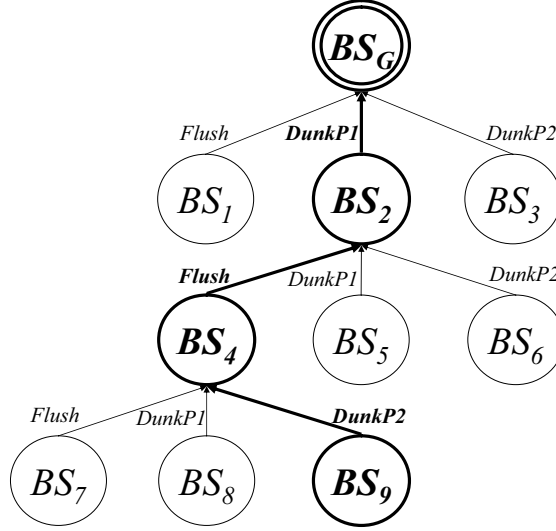 BS_G
Flush DunkP1 DunkP2
BS_1 BS_2 BS_3
Flush DunkP1 DunkP2
BS_4 BS_5 BS_6
Flush DunkP1 DunkP2
BS_7 BS_8 BS_9